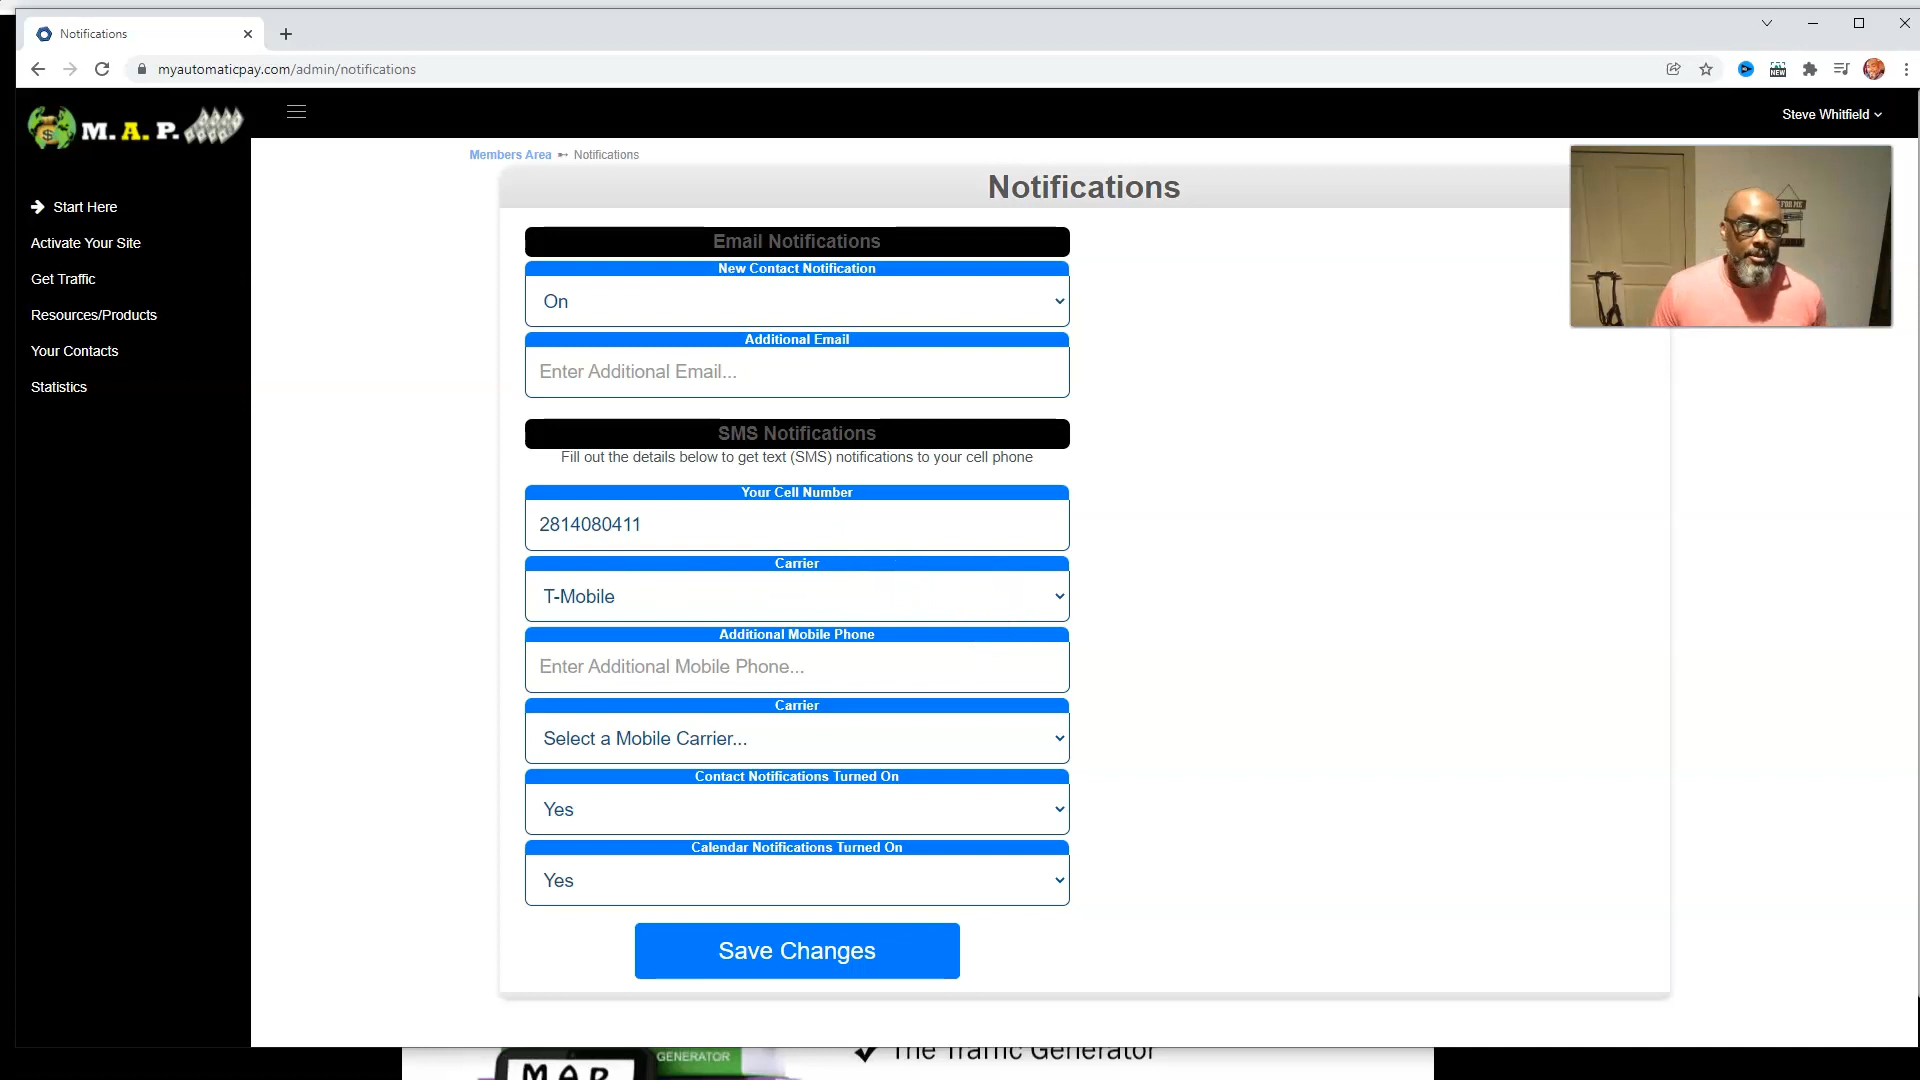 Notifications
myautomaticpay.com/admin/notifications
NEW
M. A. P.
Steve Whitfield
Members Area ➸ Notifications
Start Here
Activate Your Site
Get Traffic
Resources/Products
Your Contacts
Statistics
Notifications
Email Notifications
New Contact Notification
On
Additional Email
Enter Additional Email...
SMS Notifications
Fill out the details below to get text (SMS) notifications to your cell phone
Your Cell Number
2814080411
Carrier
T-Mobile
Additional Mobile Phone
Enter Additional Mobile Phone...
Carrier
Select a Mobile Carrier...
Contact Notifications Turned On
Yes
Calendar Notifications Turned On
Yes
Save Changes
FOR ME
GENERATOR
MAP
The Traffic Generator